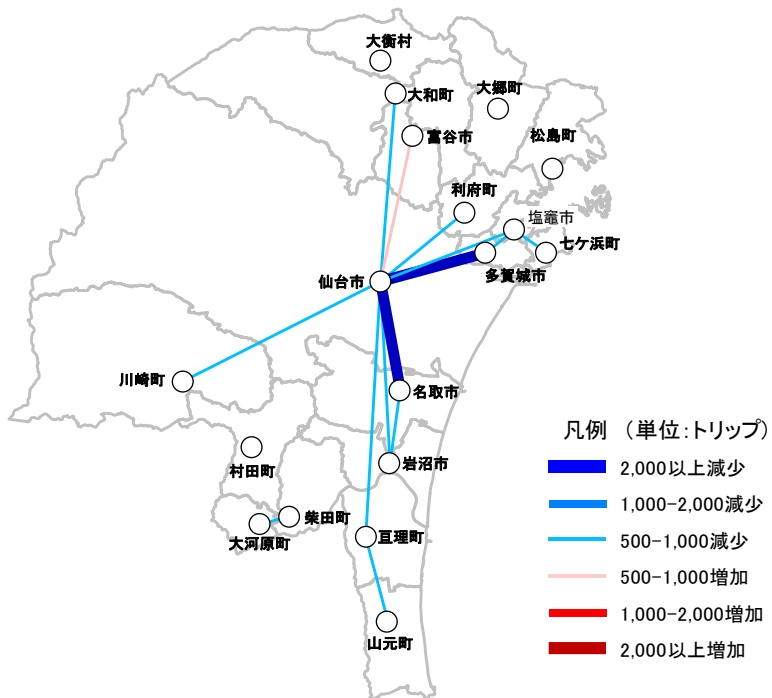 大衡村
大和町
大郷町
富谷市
松島町
利府町
塩竈市
七ケ浜町
多賀城市
仙台市
川崎町
名取市
凡例 （単位：トリップ）
村田町
岩沼市
2,000以上減少
1,000-2,000減少
柴田町
大河原町
亘理町
500-1,000減少
500-1,000増加
1,000-2,000増加
山元町
2,000以上増加